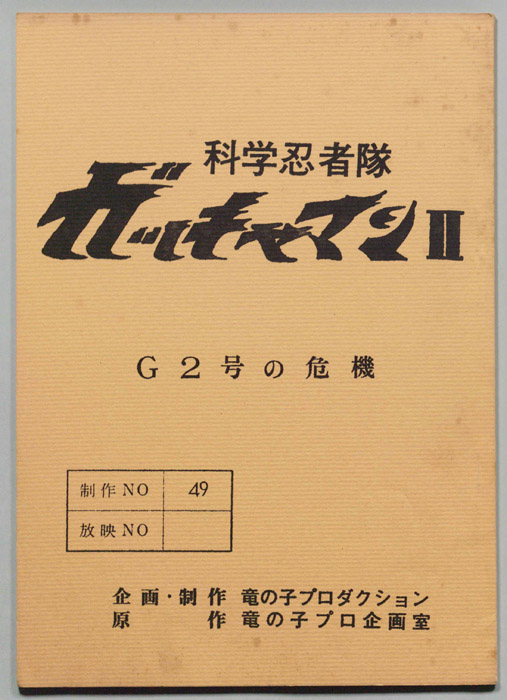 科学忍者隊
ガッチャマンⅡ
G2号の危機
制作NO 49
放映NO
企画・制作 竜の子プロダクション
原作 竜の子プロ企画室